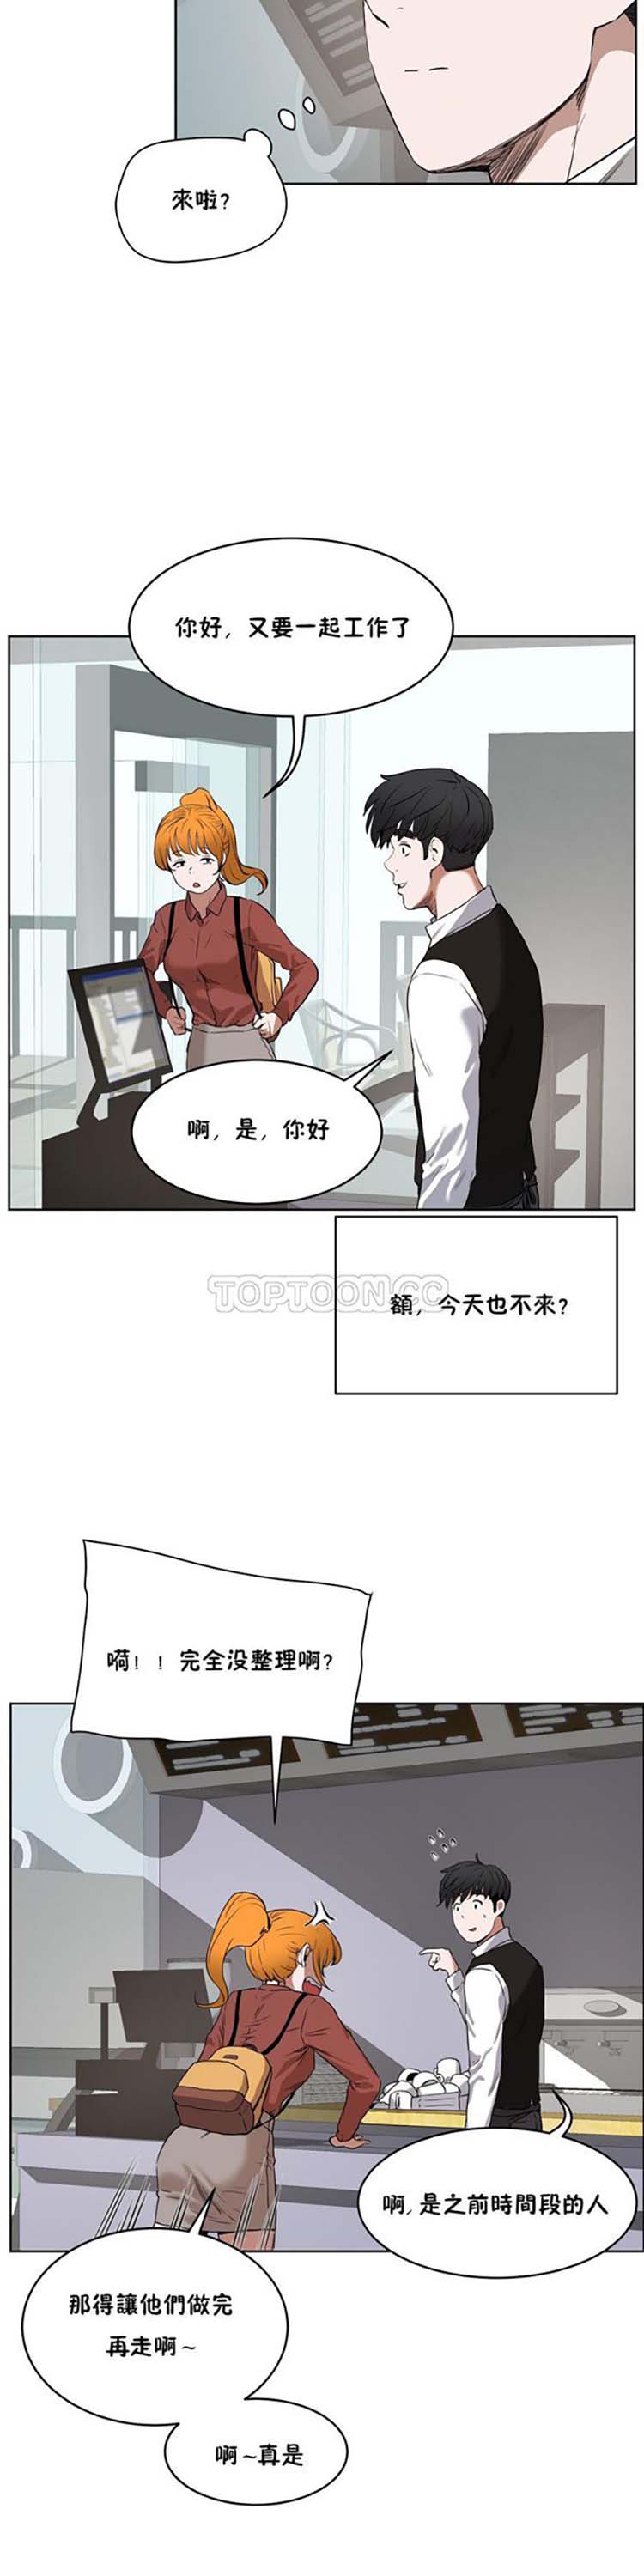 來啦？
你好，又要一起工作了
啊，是，你好
TOPTOON.CC
額，今天也不來？
嗬！！完全没整理啊？
啊，是之前時間段的人
那得讓他們做完
再走啊~
啊~真是